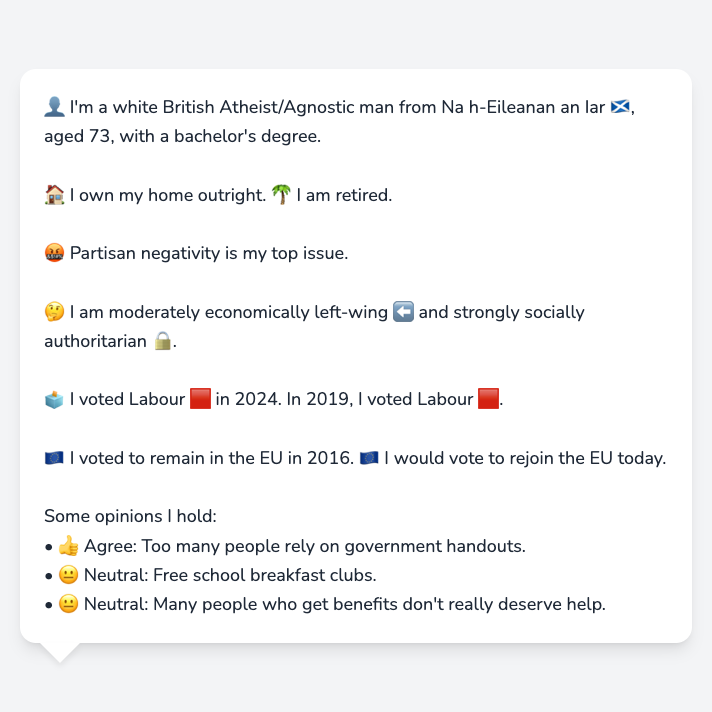 👤 I'm a white British Atheist/Agnostic man from Na h-Eileanan an Iar 🏴󠁧󠁢󠁳󠁣󠁴󠁿,
aged 73, with a bachelor's degree.
🏠 I own my home outright. 🌴 I am retired.
🤬 Partisan negativity is my top issue.
🤔 I am moderately economically left-wing ⬅️ and strongly socially
authoritarian 🔒.
🗳️ I voted Labour 🟥 in 2024. In 2019, I voted Labour 🟥.
🇪🇺 I voted to remain in the EU in 2016. 🇪🇺 I would vote to rejoin the EU today.
Some opinions I hold:
• 👍 Agree: Too many people rely on government handouts.
• 😐 Neutral: Free school breakfast clubs.
• 😐 Neutral: Many people who get benefits don't really deserve help.